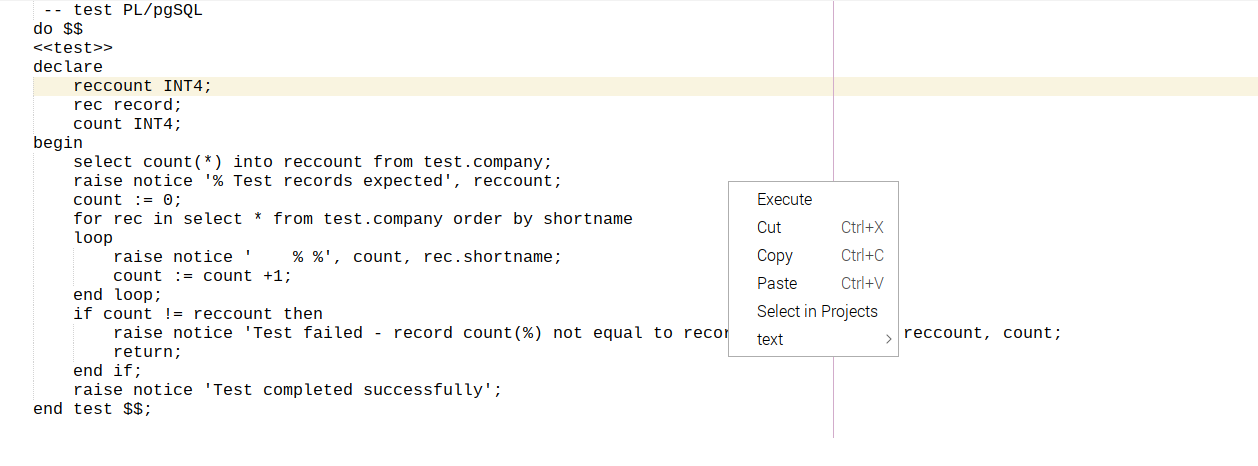 -- test PL/pgSQL
do $$
<<test>>
declare
    reccount INT4;
    rec record;
    count INT4;
begin
    select count(*) into reccount from test.company;
    raise notice '% Test records expected', reccount;
    count := 0;
    for rec in select * from test.company order by shortname
    loop
        raise notice '    % %', count, rec.shortname;
        count := count +1;
    end loop;
    if count != reccount then
        raise notice 'Test failed - record count(%) not equal to recor reccount, count;
        return;
    end if;
    raise notice 'Test completed successfully';
end test $$;
Execute
Cut Ctrl+X
Copy Ctrl+C
Paste Ctrl+V
Select in Projects
text >